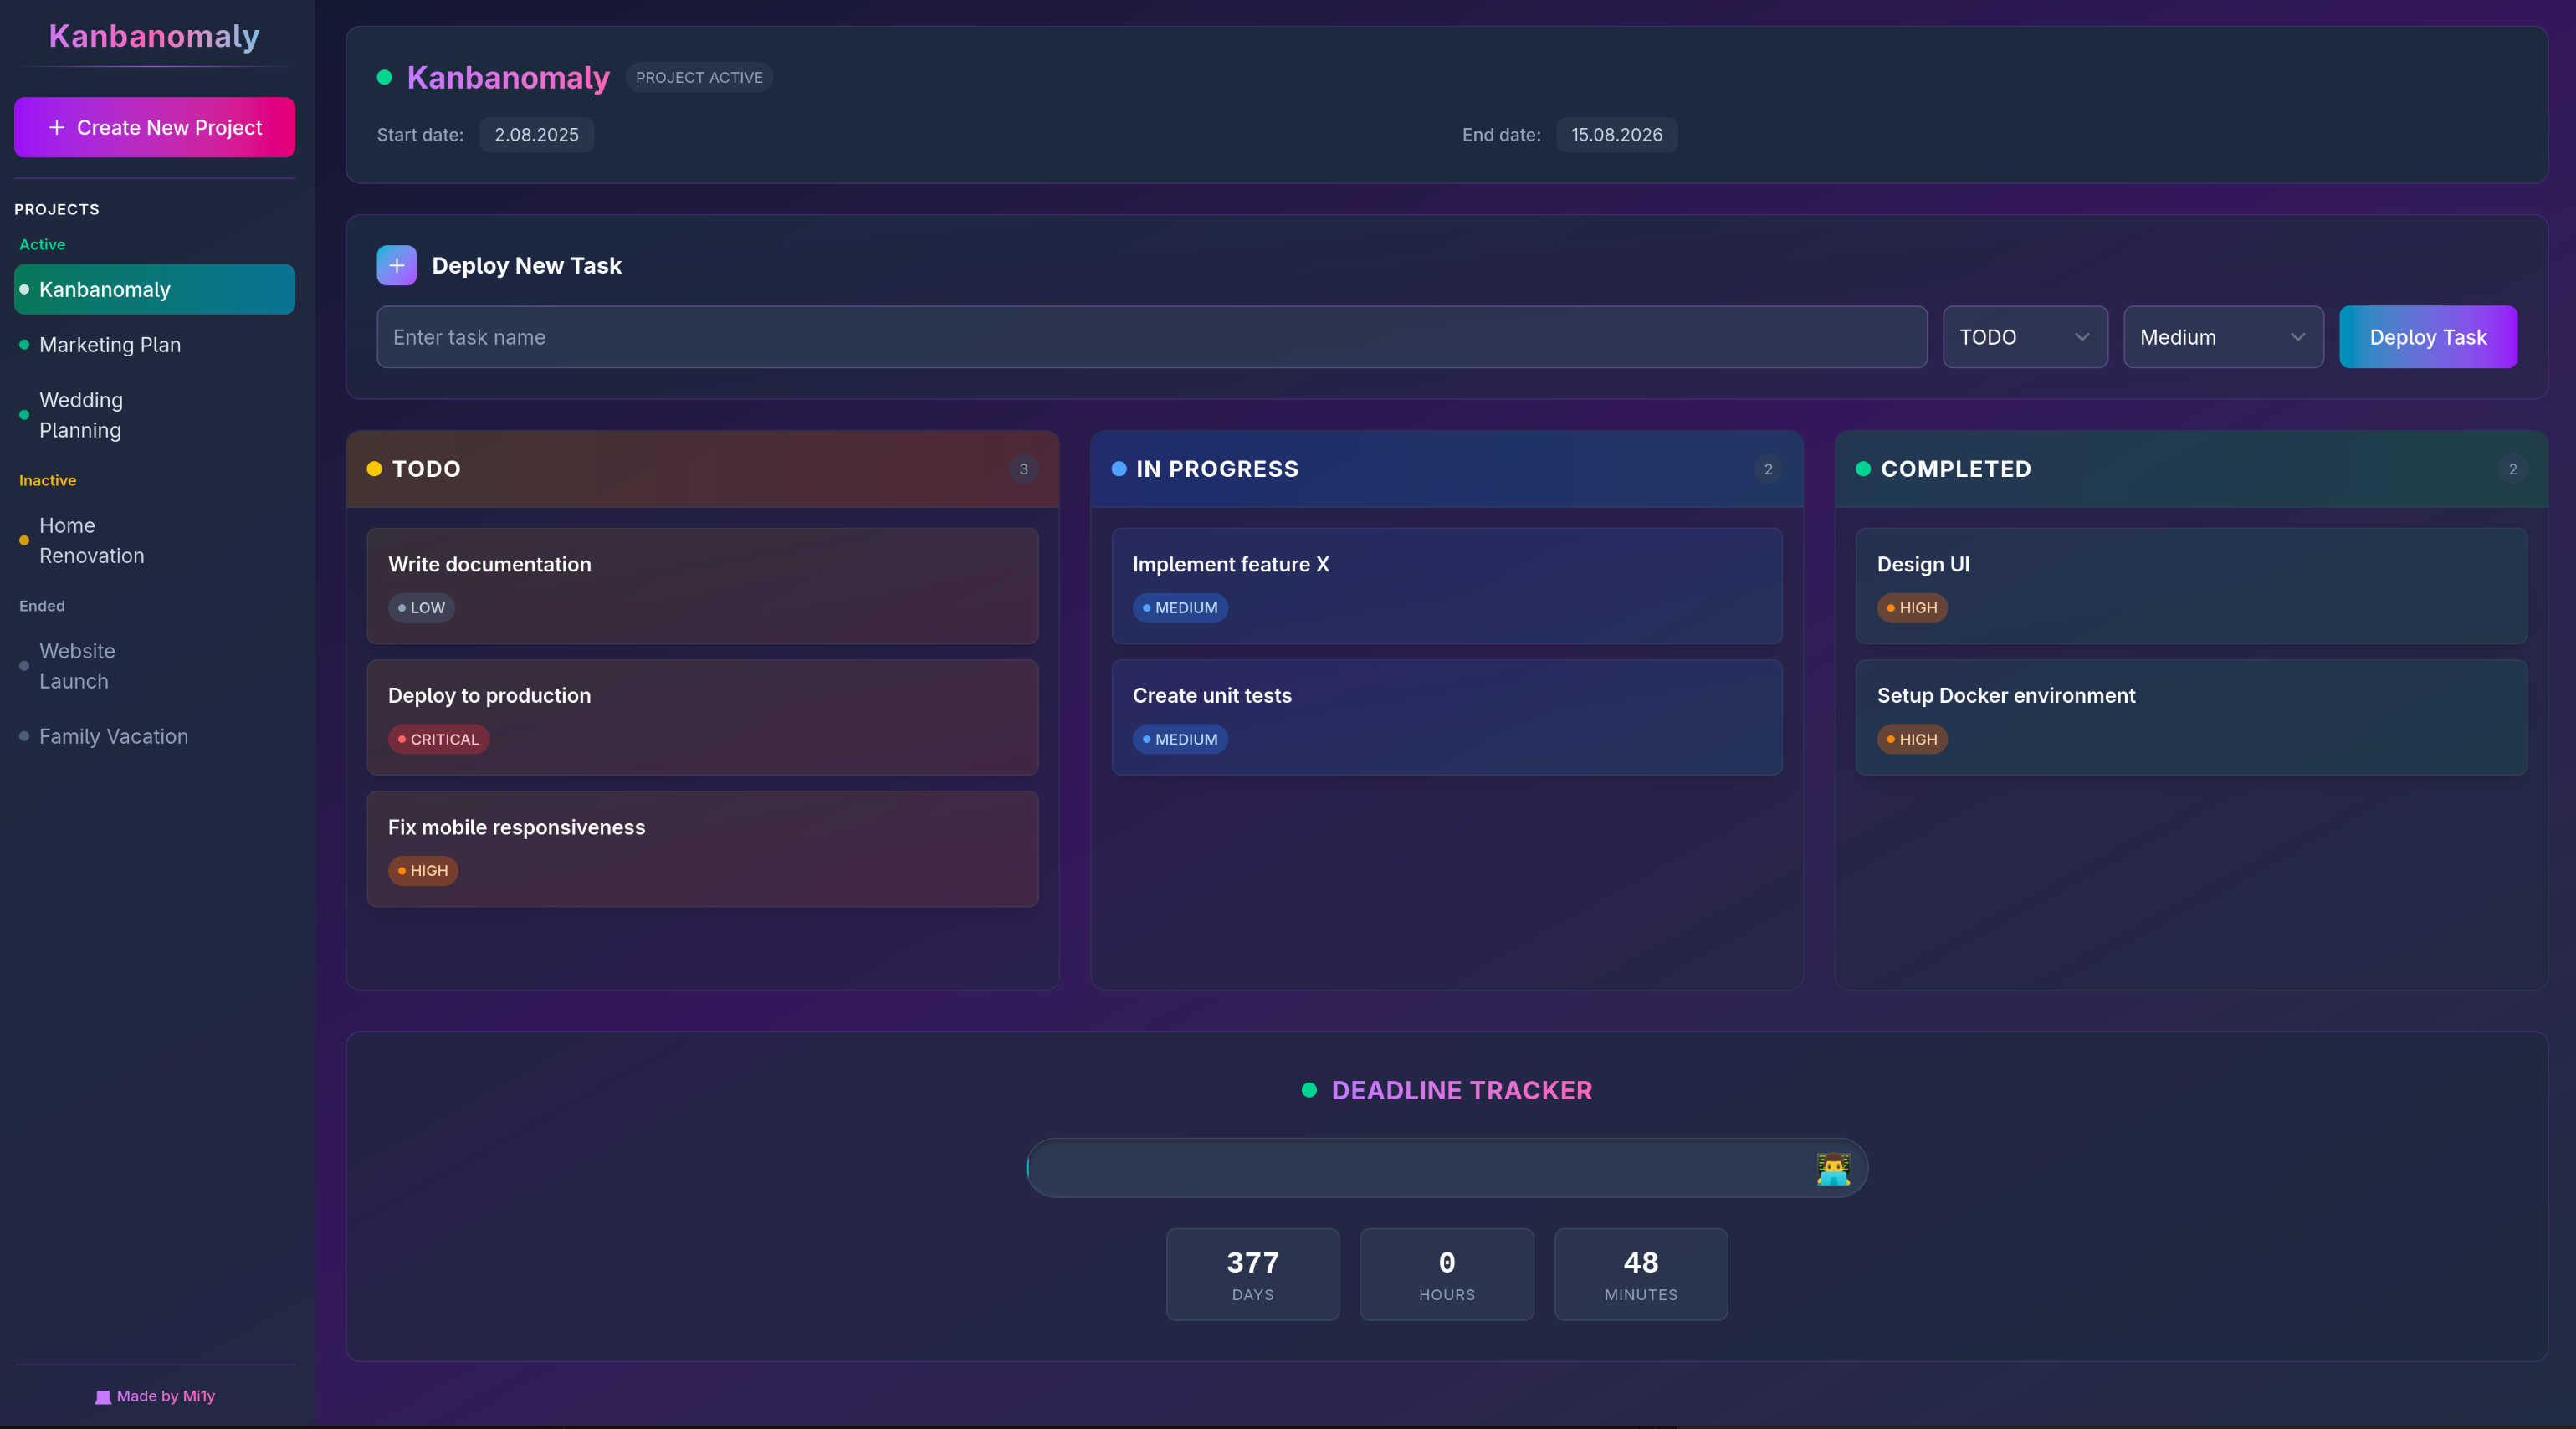 Kanbanomaly
+ Create New Project
PROJECTS
Active
Kanbanomaly
Marketing Plan
Wedding
Planning
Inactive
Home
Renovation
Ended
Website
Launch
Family Vacation
Made by Mi1y
Kanbanomaly PROJECT ACTIVE
Start date: 2.08.2025 End date: 15.08.2026
Deploy New Task
Enter task name TODO Medium Deploy Task
TODO 3
Write documentation
LOW
Deploy to production
CRITICAL
Fix mobile responsiveness
HIGH
IN PROGRESS 2
Implement feature X
MEDIUM
Create unit tests
MEDIUM
COMPLETED 2
Design UI
HIGH
Setup Docker environment
HIGH
DEADLINE TRACKER
377 0 48
DAYS HOURS MINUTES